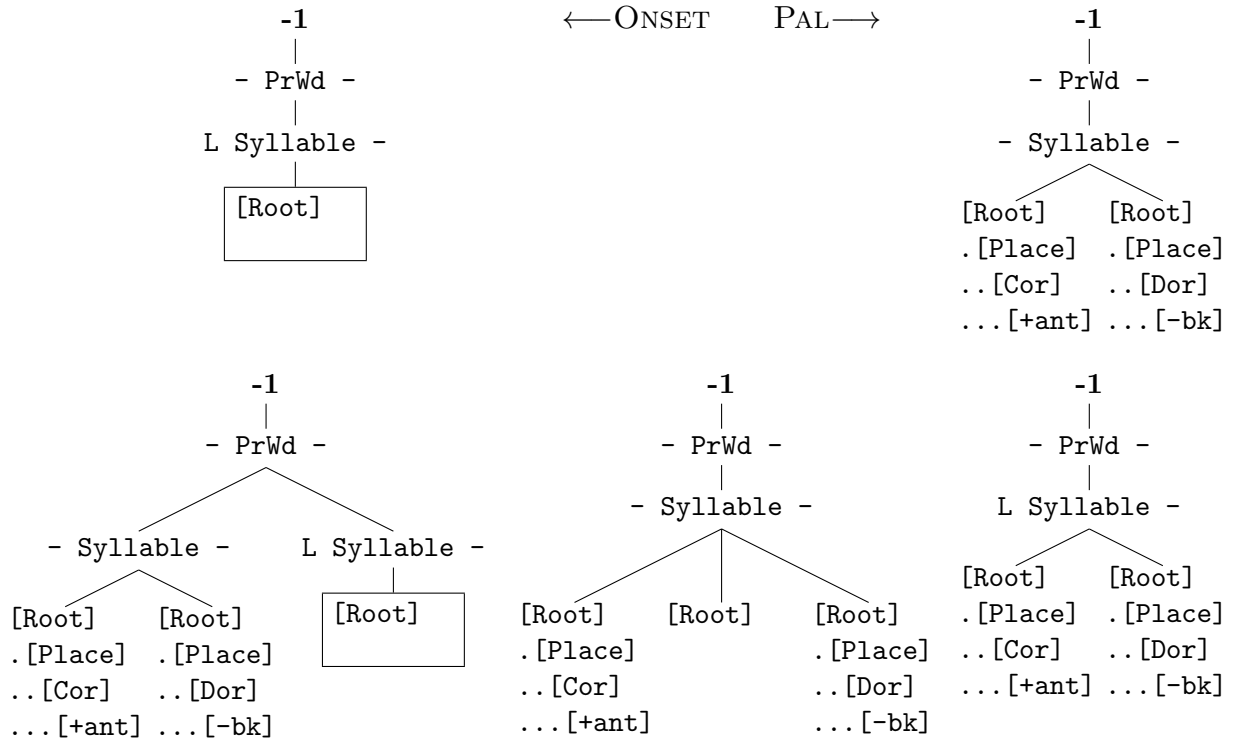 -1 ←—ONSET PAL—→ -1
- PrWd - - PrWd -
L Syllable - - Syllable -
[Root] [Root] [Root]
.[Place] .[Place]
..[Cor] ..[Dor]
...[+ant] ...[-bk]
-1 -1 -1
- PrWd - - PrWd - - PrWd -
- Syllable - L Syllable - - Syllable - L Syllable -
[Root] [Root] [Root] [Root] [Root] [Root] [Root] [Root]
.[Place] .[Place] .[Place] .[Place] .[Place] .[Place]
..[Cor] ..[Dor] ..[Cor] ..[Dor] ..[Cor] ..[Dor]
...[+ant] ...[-bk] ...[+ant] ...[-bk] ...[+ant] ...[-bk]